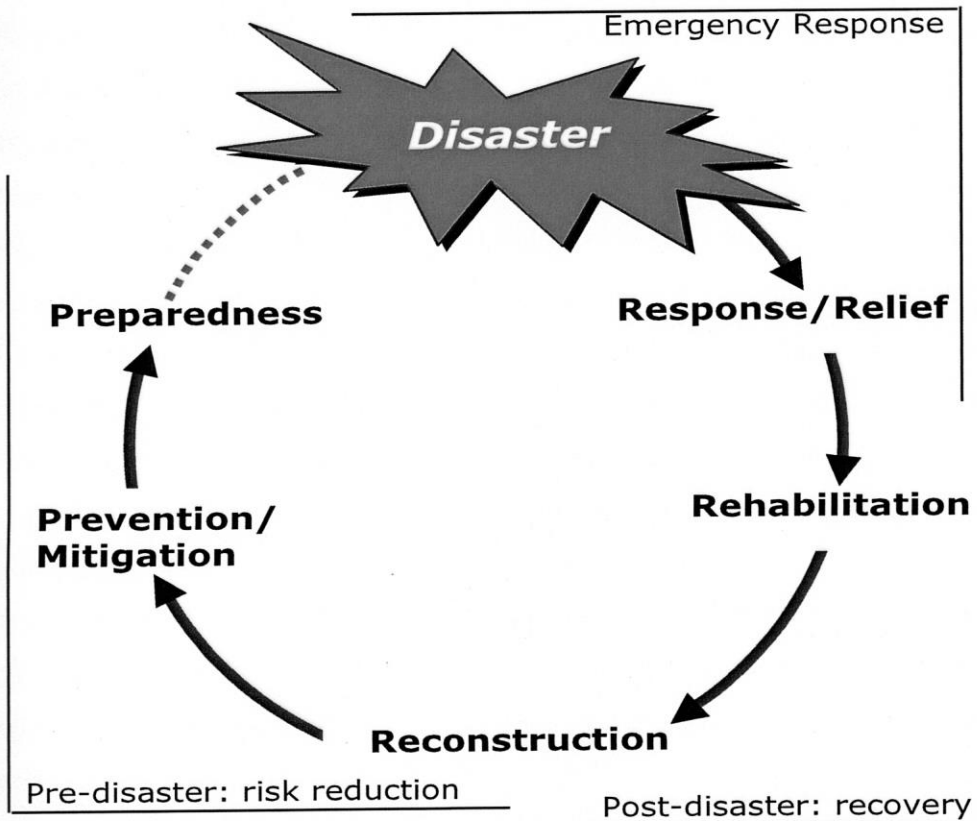 Emergency Response
Disaster
Response/Relief
Rehabilitation
Reconstruction
Prevention/
Mitigation
Preparedness
Pre-disaster: risk reduction
Post-disaster: recovery